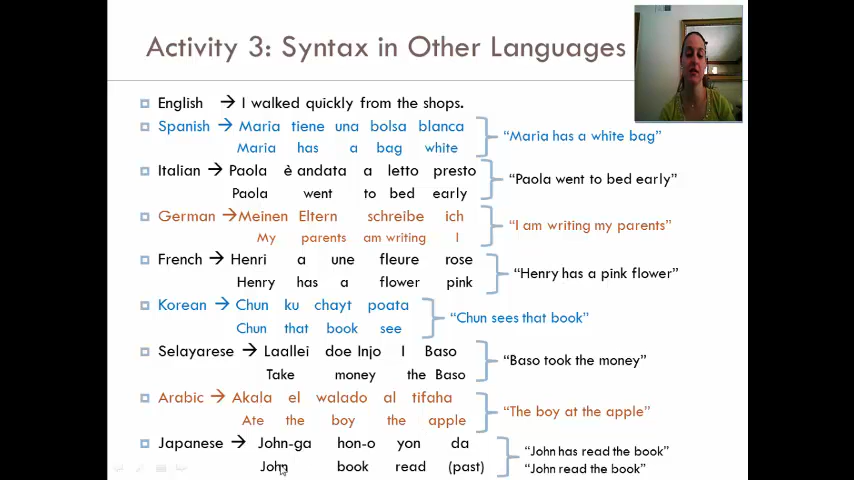 Activity 3: Syntax in Other Languages
English → I walked quickly from the shops.
Spanish → Maria tiene una bolsa blanca
Maria has a bag white
"Maria has a white bag"
Italian → Paola è andata a letto presto
Paola went to bed early
"Paola went to bed early"
German → Meinen Eltern schreibe ich
My parents am writing I
"I am writing my parents"
French → Henri a une fleure rose
Henry has a flower pink
"Henry has a pink flower"
Korean → Chun ku chayt poata
Chun that book see
"Chun sees that book"
Selayarese → Laallei doe Injo I Baso
Take money the Baso
"Baso took the money"
Arabic → Akala el walado al tifaha
Ate the boy the apple
"The boy at the apple"
Japanese → John-ga hon-o yon da
John book read (past)
"John has read the book"
"John read the book"